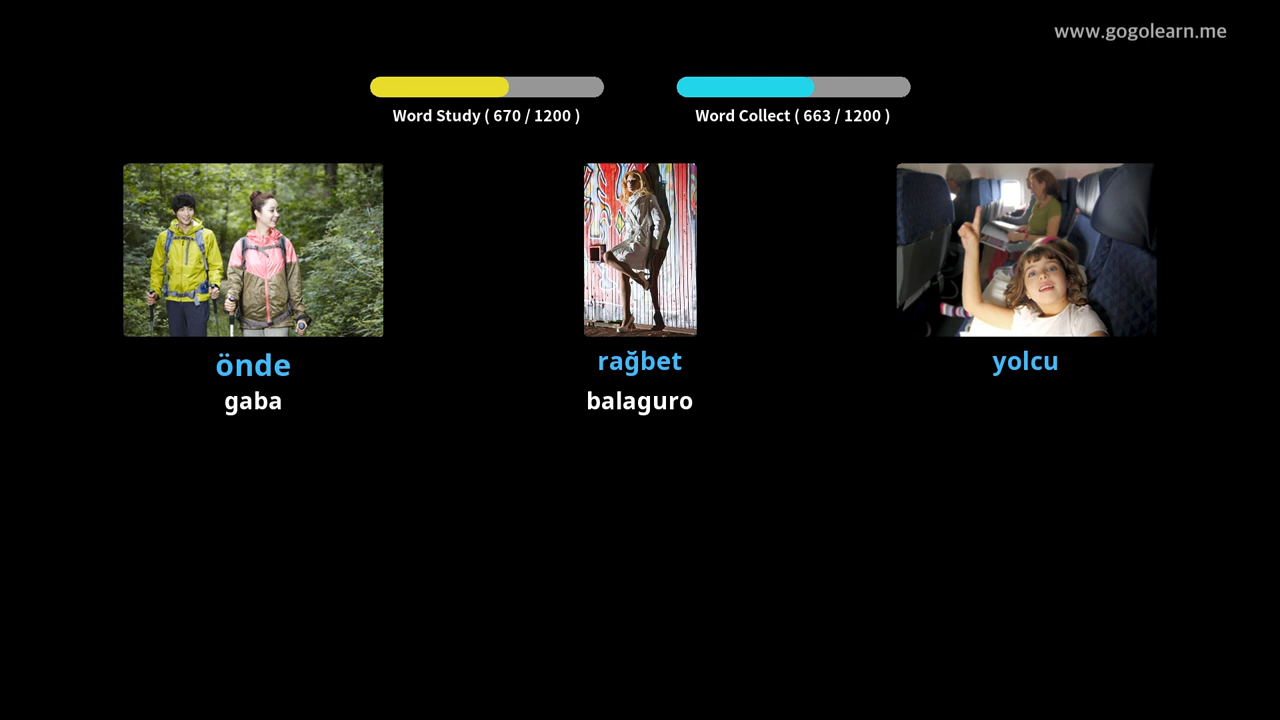 www.gogolearn.me
Word Study ( 670 / 1200 )
Word Collect ( 663 / 1200 )
önde
gaba
rağbet
balaguro
yolcu